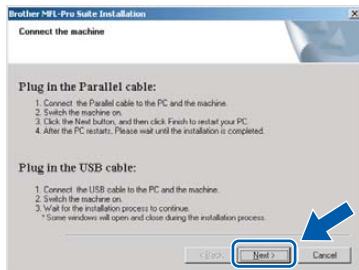 Brother MFL-Pro Suite Installation
Connect the machine
Plug in the Parallel cable:
1. Connect the Parallel cable to the PC and the machine.
2. Switch the machine on.
3. Click the Next button, and then click Finish to restart your PC.
4. After the PC restarts, Please wait until the installation is completed.
Plug in the USB cable:
1. Connect the USB cable to the PC and the machine.
2. Switch the machine on.
3. Wait for the installation process to continue.
* Some windows will open and close during the installation process.
< Back Next > Cancel